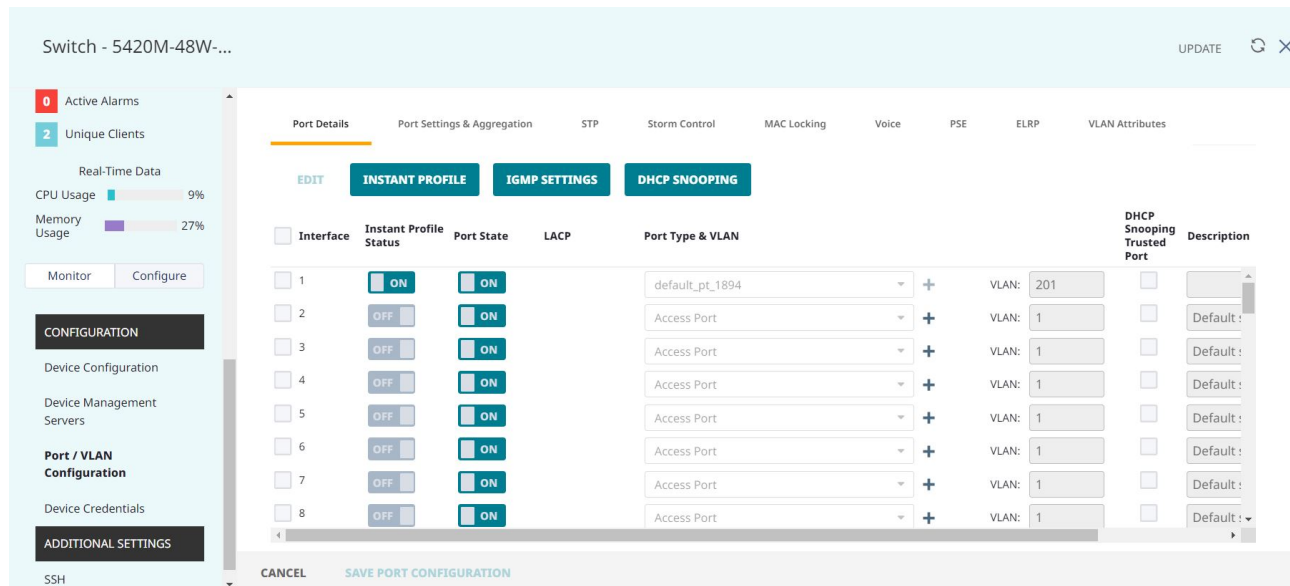 Switch - 5420M-48W-...
UPDATE
0 Active Alarms
2 Unique Clients
Real-Time Data
CPU Usage 9%
Memory Usage 27%
Monitor Configure
CONFIGURATION
Device Configuration
Device Management
Servers
Port / VLAN
Configuration
Device Credentials
ADDITIONAL SETTINGS
SSH
Port Details Port Settings & Aggregation STP Storm Control MAC Locking Voice PSE ELRP VLAN Attributes
EDIT INSTANT PROFILE IGMP SETTINGS DHCP SNOOPING
Interface Instant Profile Status Port State LACP Port Type & VLAN DHCP Snooping Trusted Port Description
1 ON ON default_pt_1894 + VLAN: 201
2 OFF ON Access Port + VLAN: 1 Default
3 OFF ON Access Port + VLAN: 1 Default
4 OFF ON Access Port + VLAN: 1 Default
5 OFF ON Access Port + VLAN: 1 Default
6 OFF ON Access Port + VLAN: 1 Default
7 OFF ON Access Port + VLAN: 1 Default
8 OFF ON Access Port + VLAN: 1 Default
CANCEL SAVE PORT CONFIGURATION